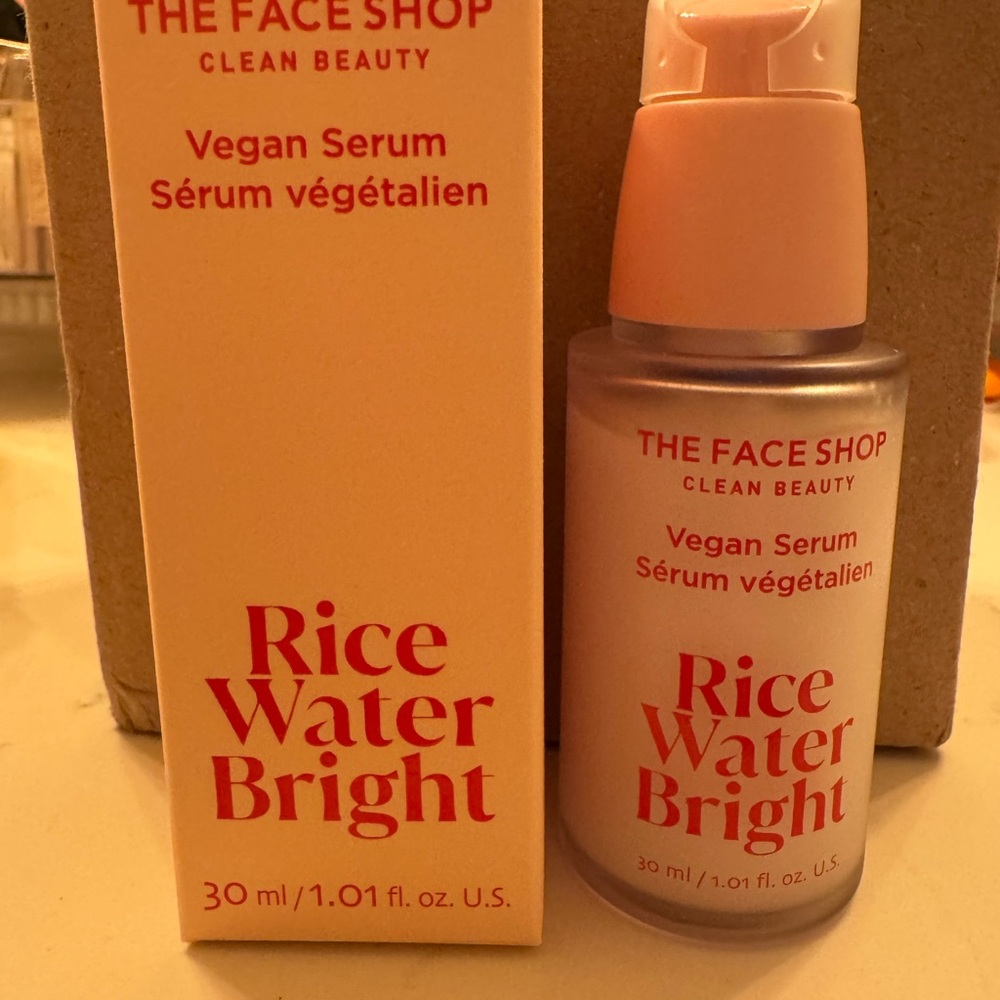 THE FACE SHOP
CLEAN BEAUTY
Vegan Serum
Sérum végétalien
Rice
Water
Bright
30 ml / 1.01 fl. oz. U.S.
THE FACE SHOP
CLEAN BEAUTY
Vegan Serum
Sérum végétalien
Rice
Water
Bright
30 ml / 1.01 fl. oz. U.S.